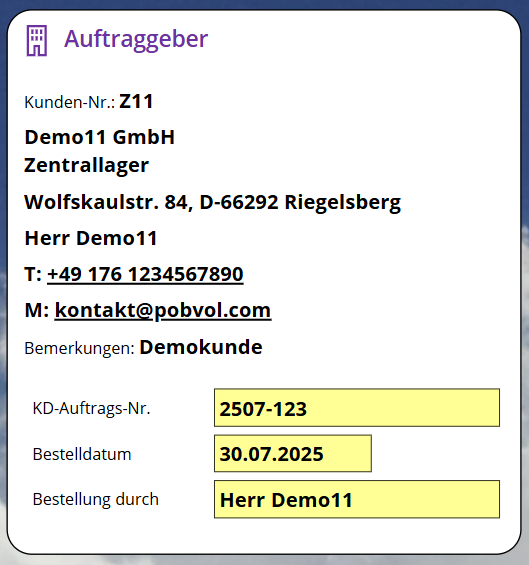 Auftraggeber
Kunden-Nr.: Z11
Demo11 GmbH
Zentrallager
Wolfskaulstr. 84, D-66292 Riegelsberg
Herr Demo11
T: +49 176 1234567890
M: kontakt@pobvol.com
Bemerkungen: Demokunde
KD-Auftrags-Nr. 2507-123
Bestelldatum 30.07.2025
Bestellung durch Herr Demo11